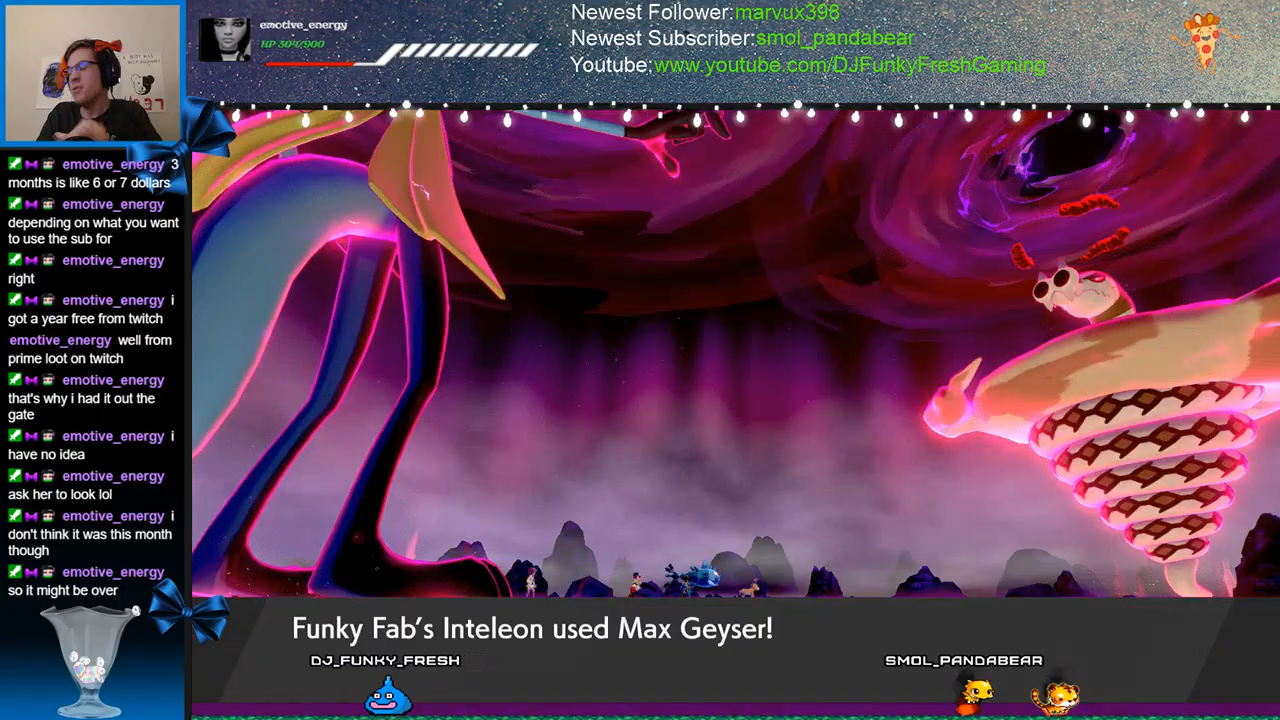 emotive_energy
HP 304/900
Newest Follower:marvux398
Newest Subscriber:smol_pandabear
Youtube;www.youtube.com/DJFunkyFreshGaming
emotive_energy 3
months is like 6 or 7 dollars
emotive_energy
depending on what you want
to use the sub for
emotive_energy
right
emotive_energy i
got a year free from twitch
emotive_energy well from
prime loot on twitch
emotive_energy
that's why i had it out the
gate
emotive_energy i
have no idea
emotive_energy
ask her to look lol
emotive_energy i
don't think it was this month
though
emotive_energy
so it might be over
Funky Fab's Inteleon used Max Geyser!
DJ_FUNKY_FRESH
SMOL_PANDABEAR